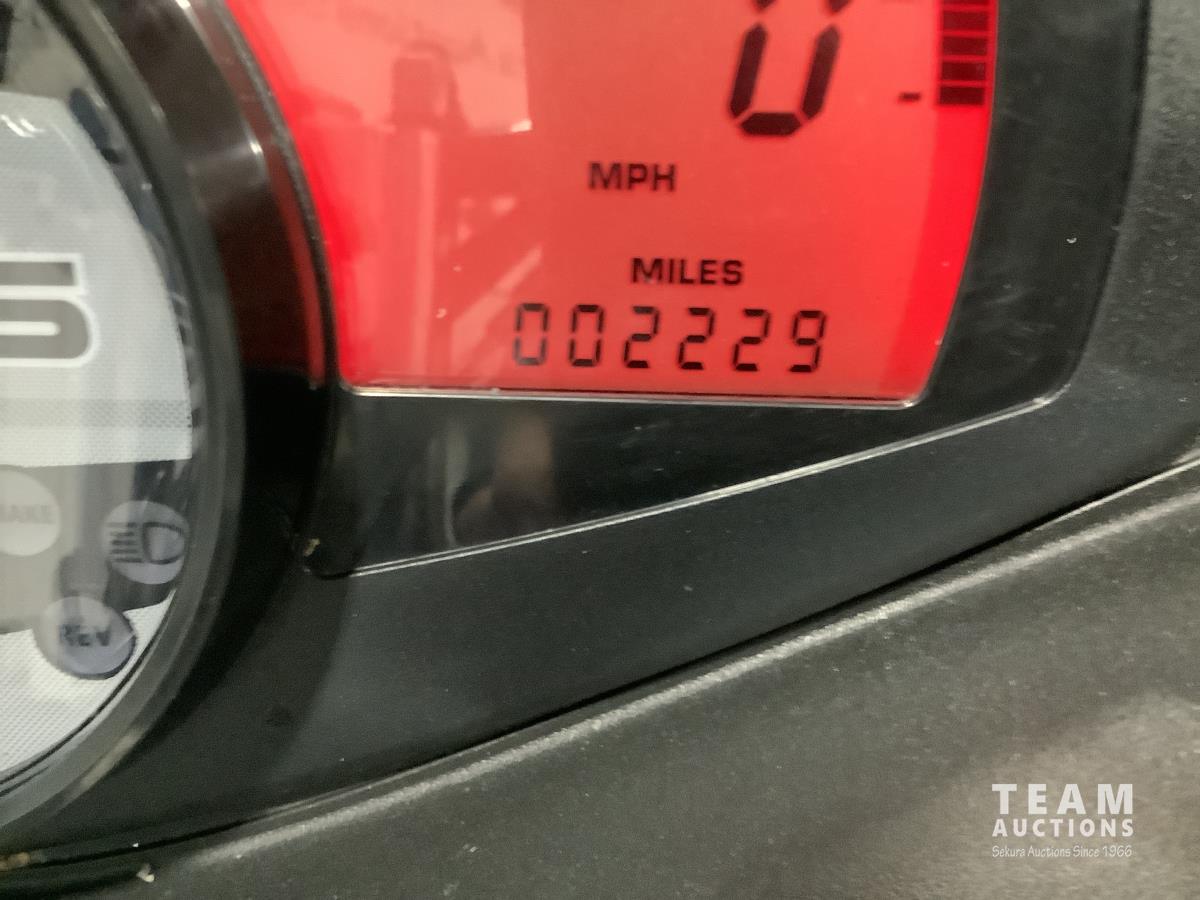 0
MPH
MILES
002229
REV
TEAM
AUCTIONS
Sekura Auctions Since 1966